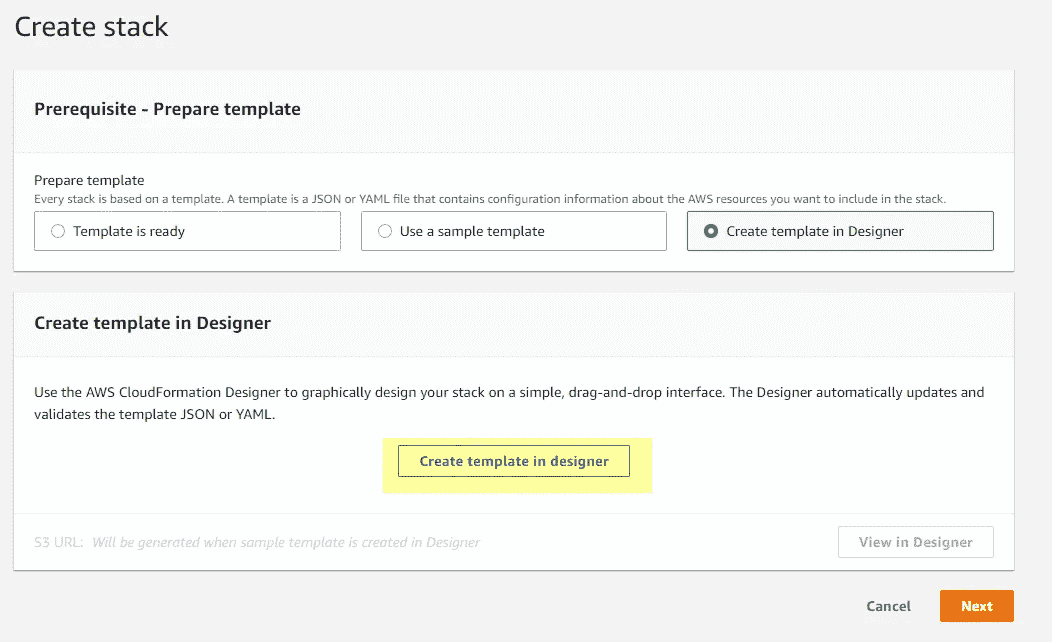 Create stack
Prerequisite - Prepare template
Prepare template
Every stack is based on a template. A template is a JSON or YAML file that contains configuration information about the AWS resources you want to include in the stack.
Template is ready
Use a sample template
Create template in Designer
Create template in Designer
Use the AWS CloudFormation Designer to graphically design your stack on a simple, drag-and-drop interface. The Designer automatically updates and
validates the template JSON or YAML.
Create template in designer
S3 URL: Will be generated when sample template is created in Designer
View in Designer
Cancel
Next